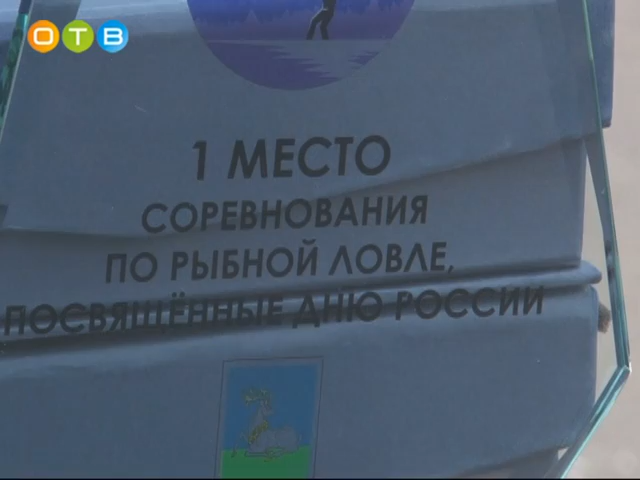 ОТВ
1 МЕСТО
СОРЕВНОВАНИЯ
ПО РЫБНОЙ ЛОВЛЕ,
ПОСВЯЩЁННЫЕ ДНЮ РОССИИ